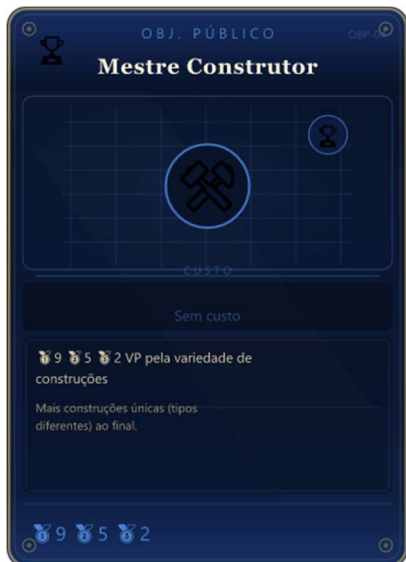 OBJ. PÚBLICO
Mestre Construtor
CUSTO
Sem custo
🥇9 🥈5 🥉2 VP pela variedade de
construções
Mais construções únicas (tipos
diferentes) ao final.
🥇9 🥈5 🥉2